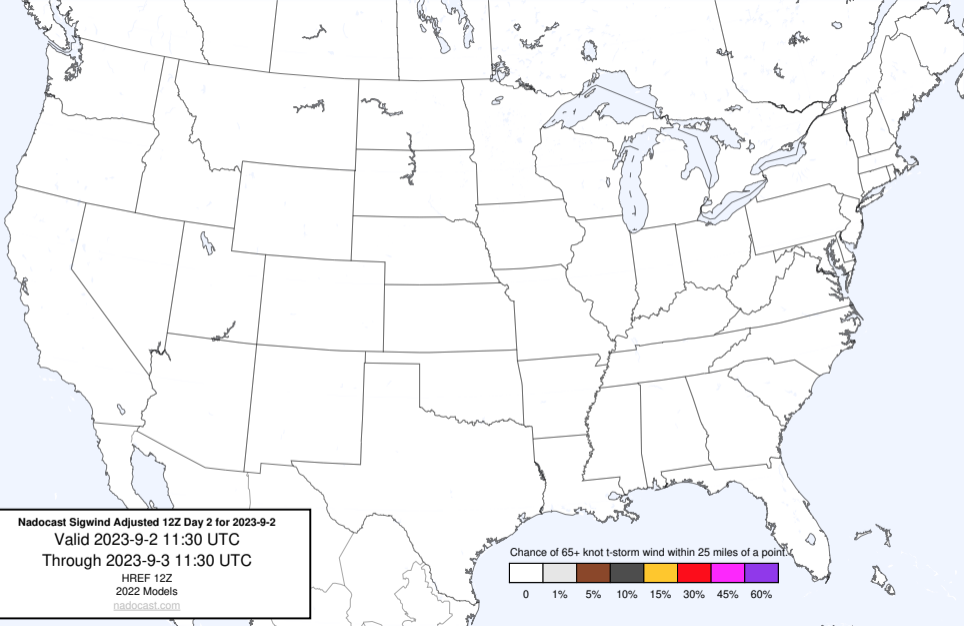 Nadocast Sigwind Adjusted 12Z Day 2 for 2023-9-2
Valid 2023-9-2 11:30 UTC
Through 2023-9-3 11:30 UTC
HREF 12Z
2022 Models
nadocast.com
Chance of 65+ knot t-storm wind within 25 miles of a point.
0 1% 5% 10% 15% 30% 45% 60%